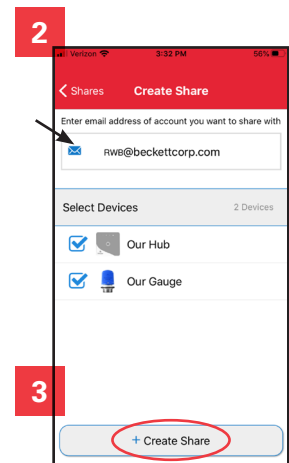 2
Verizon 3:32 PM 56%
Shares Create Share
Enter email address of account you want to share with
RWB@beckettcorp.com
Select Devices 2 Devices
Our Hub
Our Gauge
3
+ Create Share